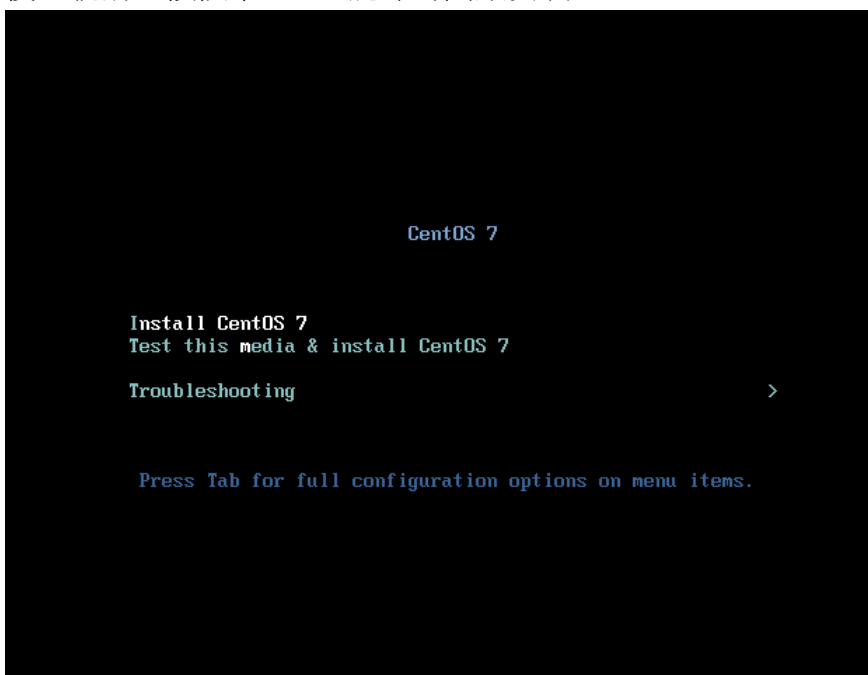 CentOS 7
Install CentOS 7
Test this media & install CentOS 7
Troubleshooting >
Press Tab for full configuration options on menu items.